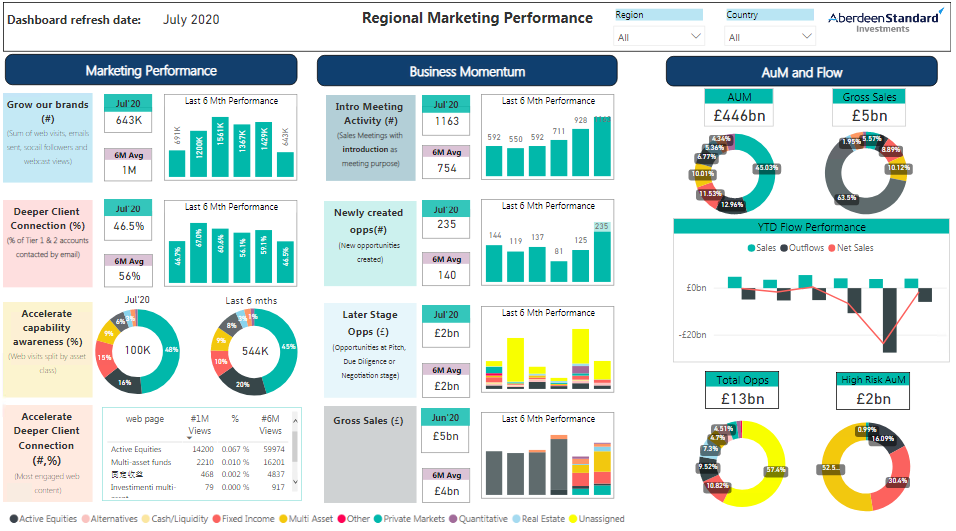 Dashboard refresh date:
July 2020
Regional Marketing Performance
Region
All
Country
All
AberdeenStandard
Investments
Marketing Performance
Business Momentum
AuM and Flow
Grow our brands
(#)
(Sum of web visits, emails
sent, social followers and
webcast views)
Jul'20
643K
6M Avg
1M
Last 6 Mth Performance
691K
1200K
1561K
1367K
1429K
643K
Deeper Client
Connection (%)
(% of Tier 1 & 2 accounts
contacted by email)
Jul'20
46.5%
6M Avg
56%
Last 6 Mth Performance
46.2%
67.0%
60.6%
56.1%
59.1%
46.5%
Accelerate
capability
awareness (%)
(Web visits split by asset
class)
Jul'20
100K
48%
16%
15%
9%
6%
3%
Last 6 mths
544K
45%
20%
10%
9%
8%
3%
1%
Accelerate
Deeper Client
Connection
(#,%)
(Most engaged web
content)
web page
#1M
Views
%
#6M
Views
Active Equities 14200 0.067 % 59974
Multi-asset funds 2210 0.010 % 16201
468 0.002 % 4837
Investimenti multi- 79 0.000 % 917
Intro Meeting
Activity (#)
(Sales Meetings with
introduction as
meeting purpose)
Jul'20
1163
6M Avg
754
Last 6 Mth Performance
592
550
592
711
928
Newly created
opps(#)
(New opportunities
created)
Jul'20
235
6M Avg
140
Last 6 Mth Performance
144
119
137
81
125
235
Later Stage
Opps (£)
(Opportunities at Pitch,
Due Diligence or
Negotiation stage)
Jul'20
£2bn
6M Avg
£2bn
Last 6 Mth Performance
Gross Sales (£)
Jun'20
£5bn
6M Avg
£4bn
Last 6 Mth Performance
AUM
£446bn
45.03%
12.96%
11.53%
10.01%
6.77%
5.36%
4.34%
Gross Sales
£5bn
5.57%
8.89%
10.12%
63.5%
1.95%
YTD Flow Performance
Sales
Outflows
Net Sales
£0bn
-£20bn
Total Opps
£13bn
57.4%
10.82%
9.52%
7.3%
4.7%
4.51%
High Risk AuM
£2bn
0.99%
16.09%
30.4%
52.5...
Active Equities
Alternatives
Cash/Liquidity
Fixed Income
Multi Asset
Other
Private Markets
Quantitative
Real Estate
Unassigned